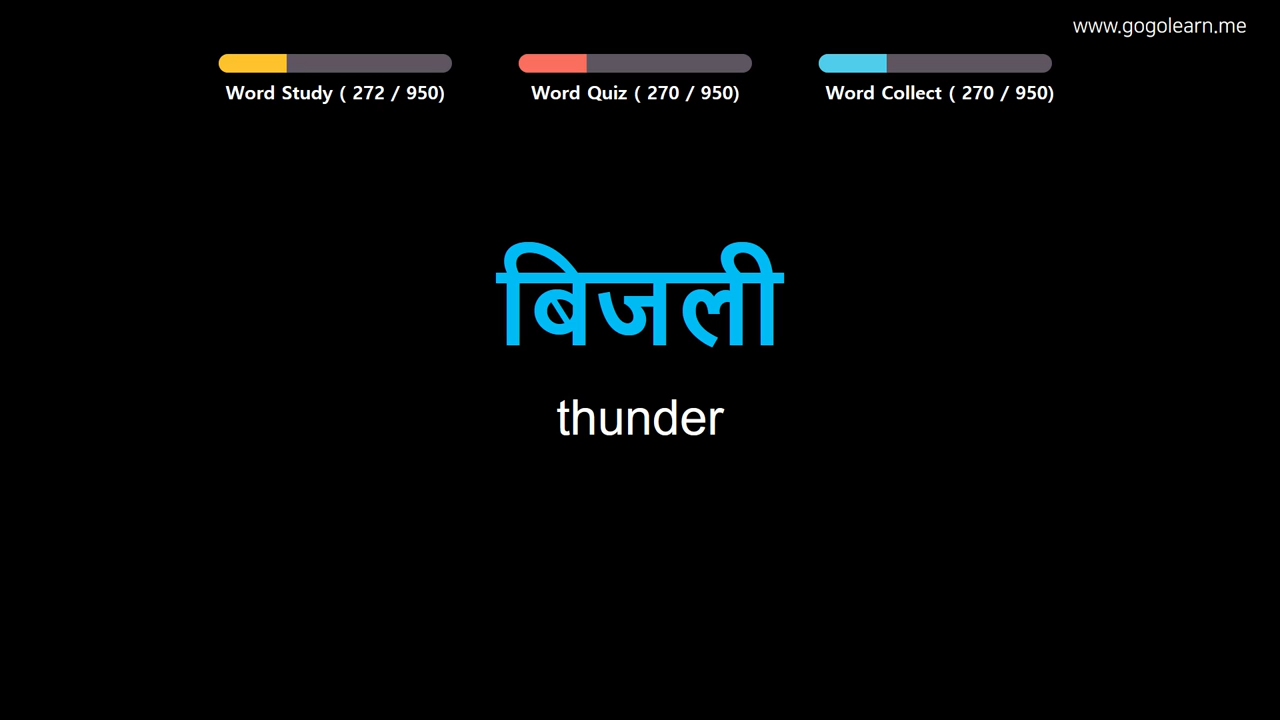 www.gogolearn.me
Word Study ( 272 / 950)
Word Quiz ( 270 / 950)
Word Collect ( 270 / 950)
बिजली
thunder